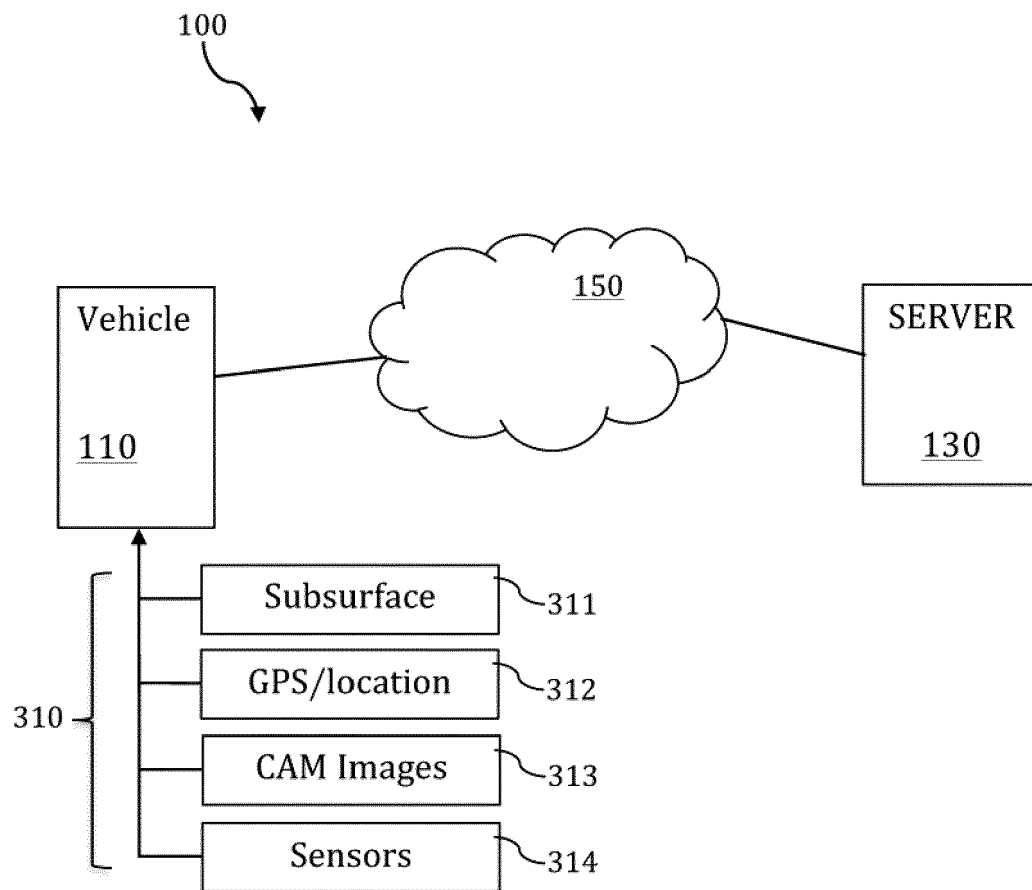 100
150
Vehicle
110
SERVER
130
Subsurface
311
GPS/location
312
310
CAM Images
313
Sensors
314